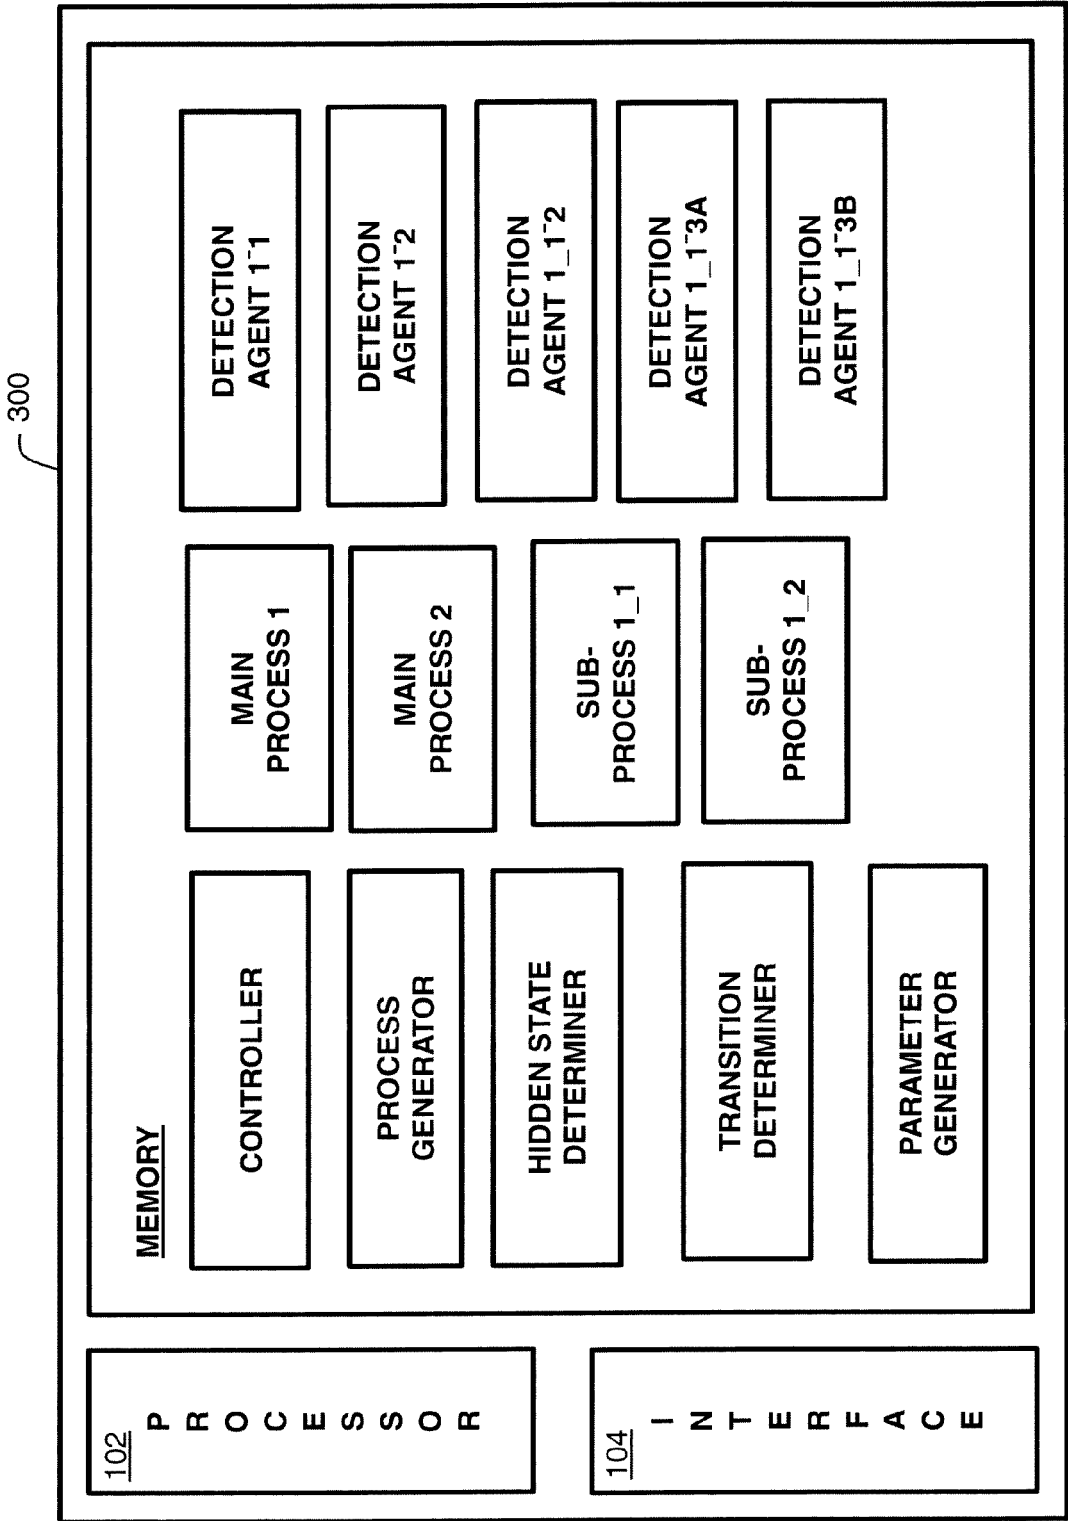 300
102
P
R
O
C
E
S
S
O
R
104
I
N
T
E
R
F
A
C
E
MEMORY
CONTROLLER
PROCESS
GENERATOR
HIDDEN STATE
DETERMINER
TRANSITION
DETERMINER
PARAMETER
GENERATOR
MAIN
PROCESS 1
MAIN
PROCESS 2
SUB-
PROCESS 1_1
SUB-
PROCESS 1_2
DETECTION
AGENT 1¯1
DETECTION
AGENT 1¯2
DETECTION
AGENT 1_1¯2
DETECTION
AGENT 1_1¯3A
DETECTION
AGENT 1_1¯3B